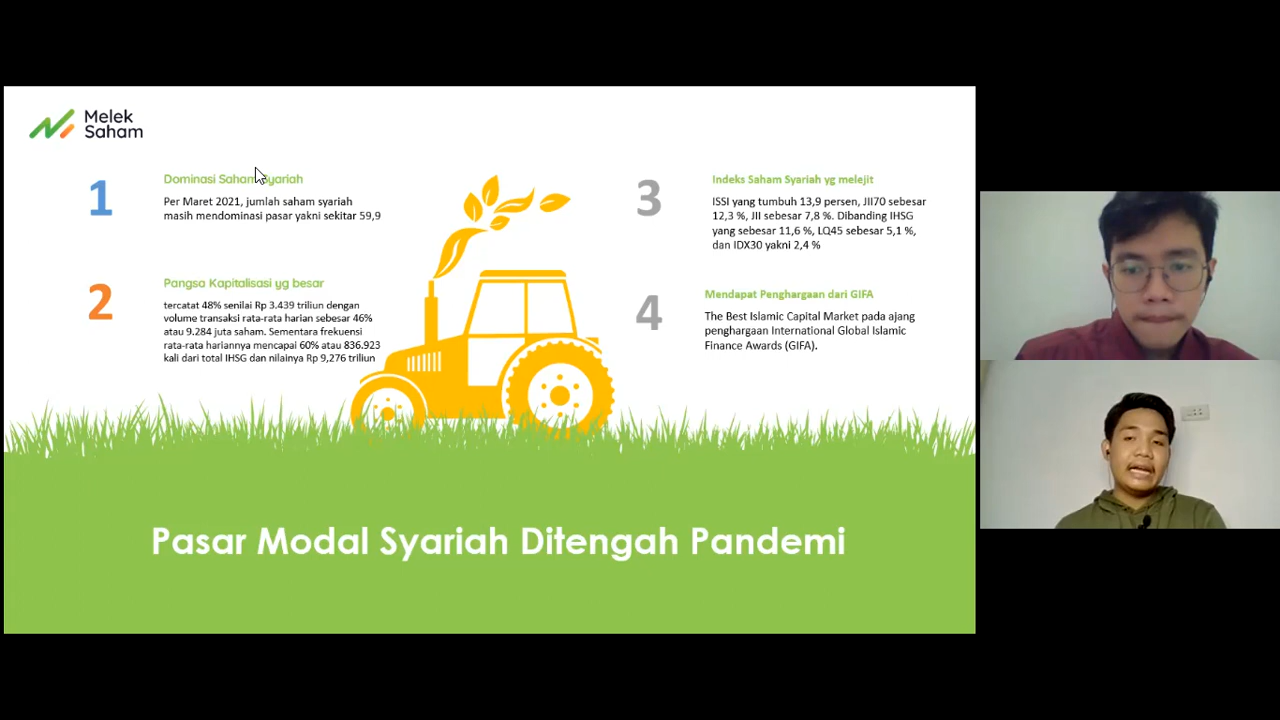 Melek
Saham
1
Dominasi Saham Syariah
Per Maret 2021, jumlah saham syariah
masih mendominasi pasar yakni sekitar 59,9
2
Pangsa Kapitalisasi yg besar
tercatat 48% senilai Rp 3.439 triliun dengan
volume transaksi rata-rata harian sebesar 46%
atau 9.284 juta saham. Sementara frekuensi
rata-rata hariannya mencapai 60% atau 836.923
kali dari total IHSG dan nilainya Rp 9,276 triliun
3
Indeks Saham Syariah yg melejit
ISSI yang tumbuh 13,9 persen, JII70 sebesar
12,3 %, JII sebesar 7,8 %. Dibanding IHSG
yang sebesar 11,6 %, LQ45 sebesar 5,1 %,
dan IDX30 yakni 2,4 %
4
Mendapat Penghargaan dari GIFA
The Best Islamic Capital Market pada ajang
penghargaan International Global Islamic
Finance Awards (GIFA).
Pasar Modal Syariah Ditengah Pandemi